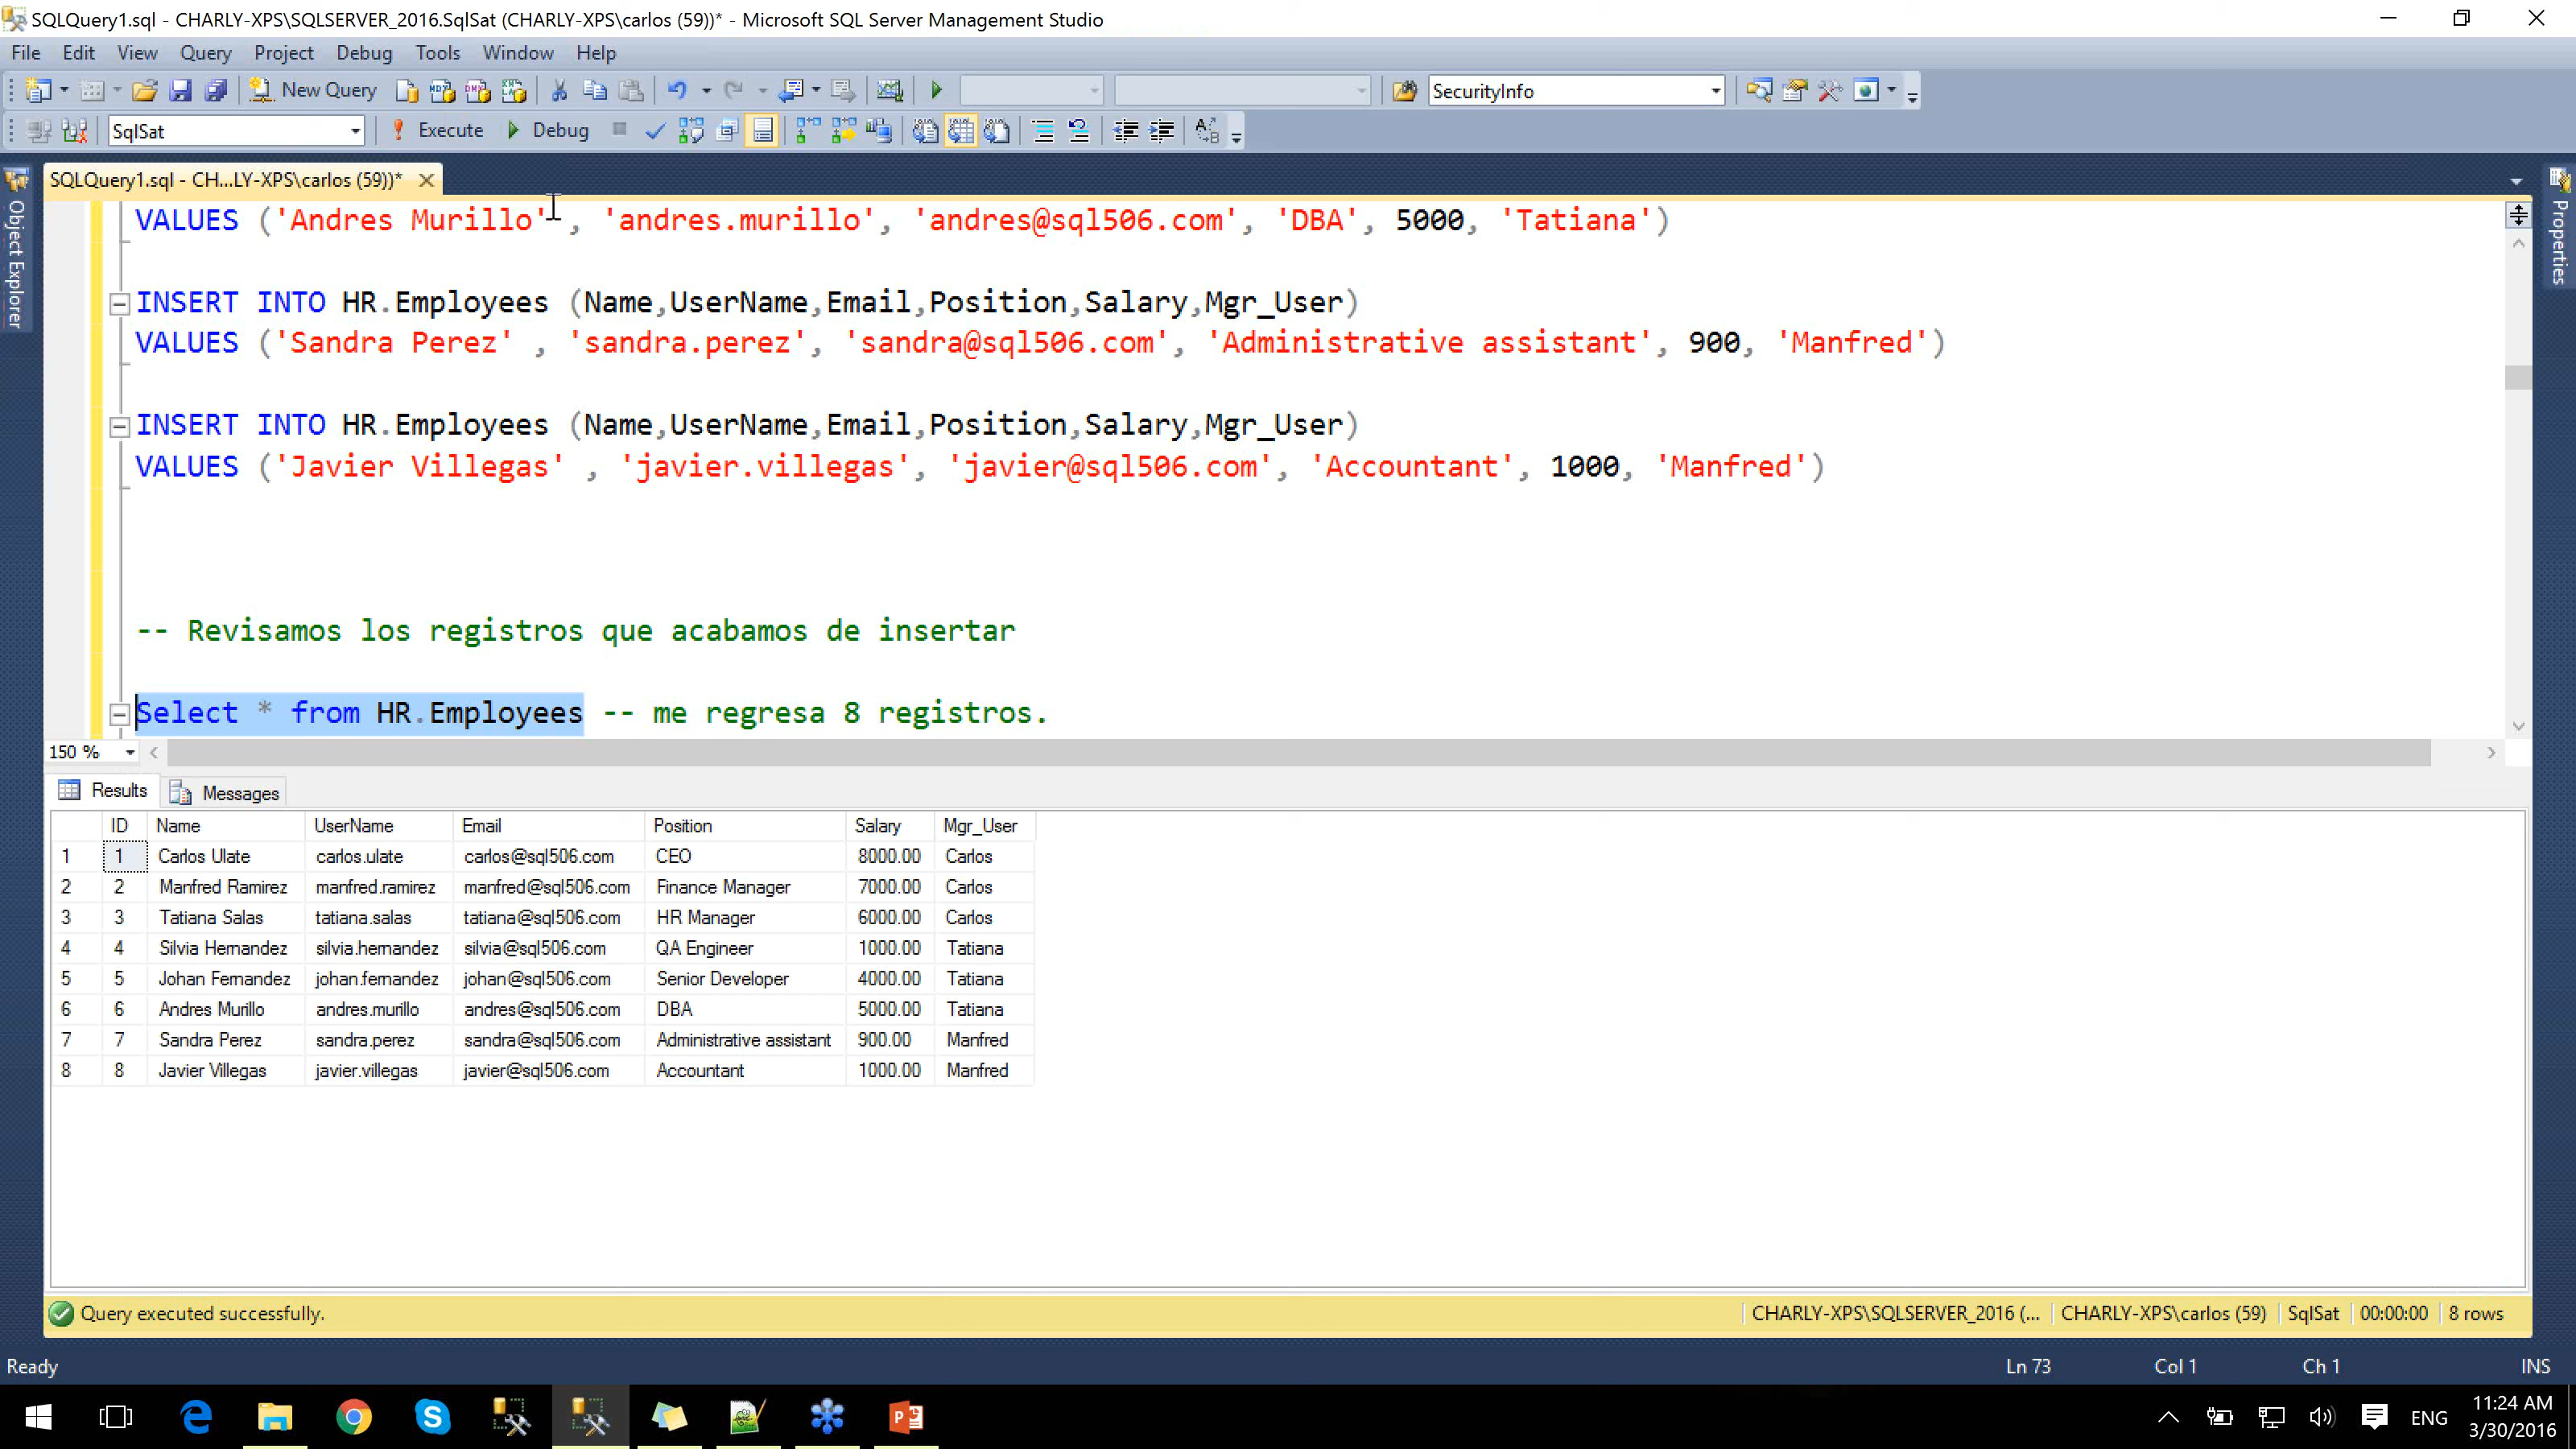 SQLQuery1.sql - CHARLY-XPS\SQLSERVER_2016.SqlSat (CHARLY-XPS\carlos (59))* - Microsoft SQL Server Management Studio
File Edit View Query Project Debug Tools Window Help
New Query SecurityInfo
SqlSat Execute Debug
SQLQuery1.sql - CH...LY-XPS\carlos (59))*
Object Explorer
Properties
VALUES ('Andres Murillo' , 'andres.murillo', 'andres@sql506.com', 'DBA', 5000, 'Tatiana')
INSERT INTO HR.Employees (Name,UserName,Email,Position,Salary,Mgr_User)
VALUES ('Sandra Perez' , 'sandra.perez', 'sandra@sql506.com', 'Administrative assistant', 900, 'Manfred')
INSERT INTO HR.Employees (Name,UserName,Email,Position,Salary,Mgr_User)
VALUES ('Javier Villegas' , 'javier.villegas', 'javier@sql506.com', 'Accountant', 1000, 'Manfred')
-- Revisamos los registros que acabamos de insertar
Select * from HR.Employees -- me regresa 8 registros.
150 %
Results Messages
ID Name UserName Email Position Salary Mgr_User
1 1 Carlos Ulate carlos.ulate carlos@sql506.com CEO 8000.00 Carlos
2 2 Manfred Ramirez manfred.ramirez manfred@sql506.com Finance Manager 7000.00 Carlos
3 3 Tatiana Salas tatiana.salas tatiana@sql506.com HR Manager 6000.00 Carlos
4 4 Silvia Hernandez silvia.hernandez silvia@sql506.com QA Engineer 1000.00 Tatiana
5 5 Johan Fernandez johan.fernandez johan@sql506.com Senior Developer 4000.00 Tatiana
6 6 Andres Murillo andres.murillo andres@sql506.com DBA 5000.00 Tatiana
7 7 Sandra Perez sandra.perez sandra@sql506.com Administrative assistant 900.00 Manfred
8 8 Javier Villegas javier.villegas javier@sql506.com Accountant 1000.00 Manfred
Query executed successfully. CHARLY-XPS\SQLSERVER_2016 (... CHARLY-XPS\carlos (59) SqlSat 00:00:00 8 rows
Ready Ln 73 Col 1 Ch 1 INS
ENG 11:24 AM
3/30/2016